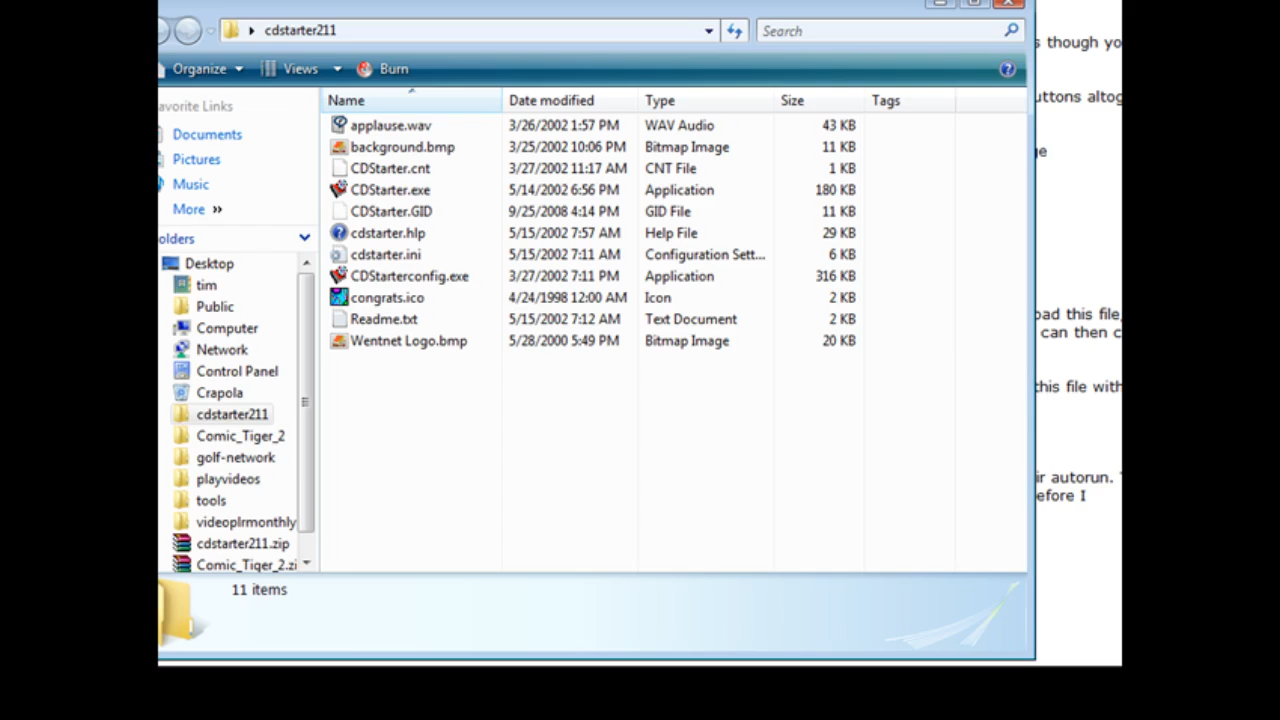 cdstarter211
Search
Organize Views Burn
avorite Links
Documents
Pictures
Music
More »
olders
Desktop
tim
Public
Computer
Network
Control Panel
Crapola
cdstarter211
Comic_Tiger_2
golf-network
playvideos
tools
videoplrmonthly
cdstarter211.zip
Comic_Tiger_2.zi
Name Date modified Type Size Tags
applause.wav 3/26/2002 1:57 PM WAV Audio 43 KB
background.bmp 3/25/2002 10:06 PM Bitmap Image 11 KB
CDStarter.cnt 3/27/2002 11:17 AM CNT File 1 KB
CDStarter.exe 5/14/2002 6:56 PM Application 180 KB
CDStarter.GID 9/25/2008 4:14 PM GID File 11 KB
cdstarter.hlp 5/15/2002 7:57 AM Help File 29 KB
cdstarter.ini 5/15/2002 7:11 AM Configuration Sett... 6 KB
CDStarterconfig.exe 3/27/2002 7:11 PM Application 316 KB
congrats.ico 4/24/1998 12:00 AM Icon 2 KB
Readme.txt 5/15/2002 7:12 AM Text Document 2 KB
Wentnet Logo.bmp 5/28/2000 5:49 PM Bitmap Image 20 KB
11 items
s though yo
uttons altog
ge
oad this file,
can then c
this file with
ir autorun.
efore I